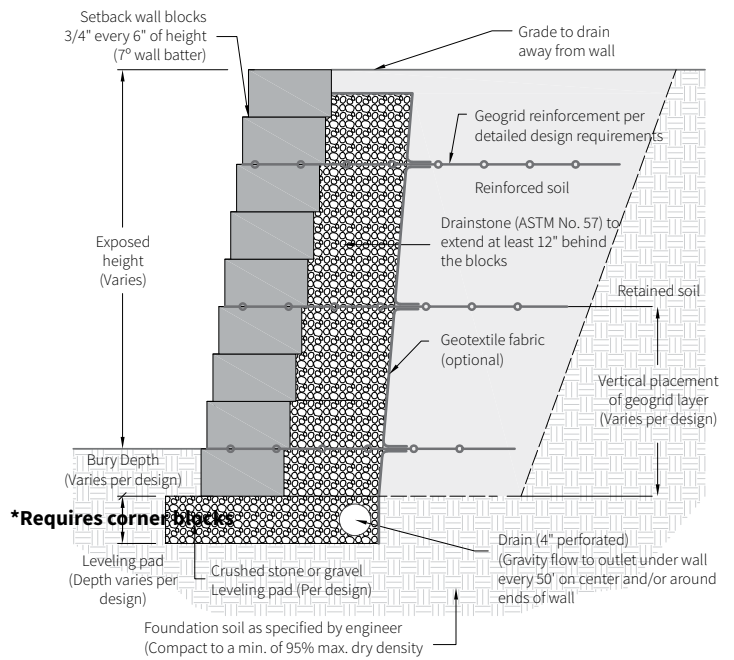 Setback wall blocks
3/4" every 6" of height
(7° wall batter)
Grade to drain
away from wall
Geogrid reinforcement per
detailed design requirements
Reinforced soil
Drainstone (ASTM No. 57) to
extend at least 12" behind
the blocks
Exposed
height
(Varies)
Retained soil
Geotextile fabric
(optional)
Vertical placement
of geogrid layer
(Varies per design)
Bury Depth
(Varies per design)
*Requires corner blocks
Leveling pad
(Depth varies per
design)
Crushed stone or gravel
Leveling pad (Per design)
Drain (4" perforated)
(Gravity flow to outlet under wall
every 50' on center and/or around
ends of wall
Foundation soil as specified by engineer
(Compact to a min. of 95% max. dry density